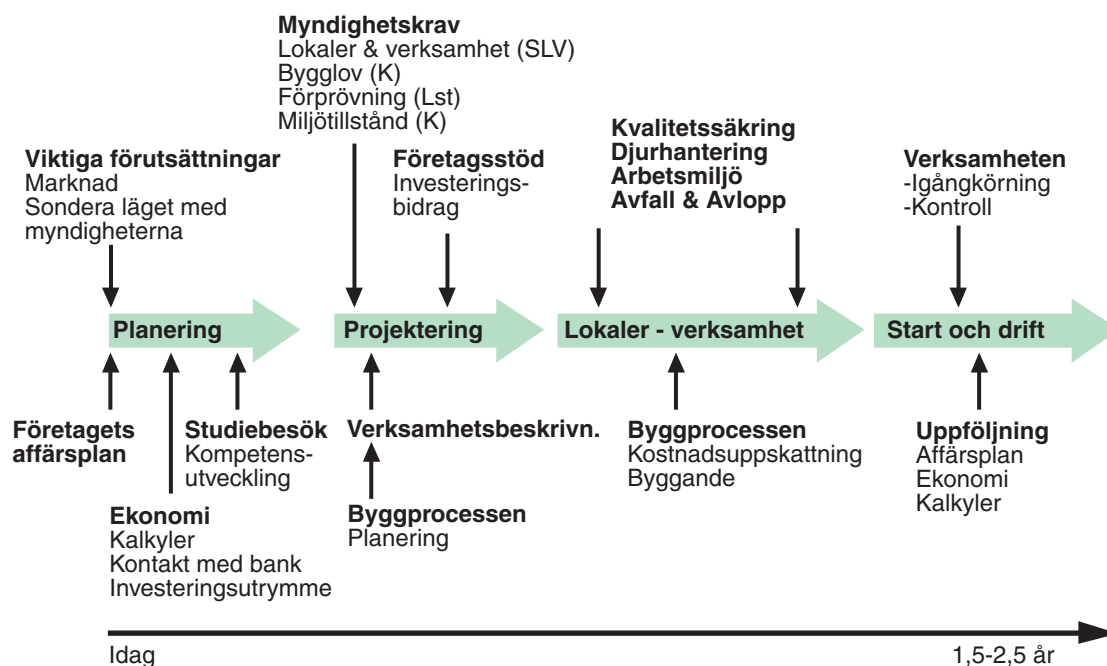 Myndighetskrav
Lokaler & verksamhet (SLV)
Bygglov (K)
Förprövning (Lst)
Miljötillstånd (K)
Viktiga förutsättningar
Marknad
Sondera läget med
myndigheterna
Företagsstöd
Investerings-
bidrag
Kvalitetssäkring
Djurhantering
Arbetsmiljö
Avfall & Avlopp
Verksamheten
-Igångkörning
-Kontroll
Planering
Projektering
Lokaler - verksamhet
Start och drift
Företagets
affärsplan
Studiebesök
Kompetens-
utveckling
Verksamhetsbeskrivn.
Byggprocessen
Kostnadsuppskattning
Byggande
Uppföljning
Affärsplan
Ekonomi
Kalkyler
Ekonomi
Kalkyler
Kontakt med bank
Investeringsutrymme
Byggprocessen
Planering
Idag
1,5-2,5 år